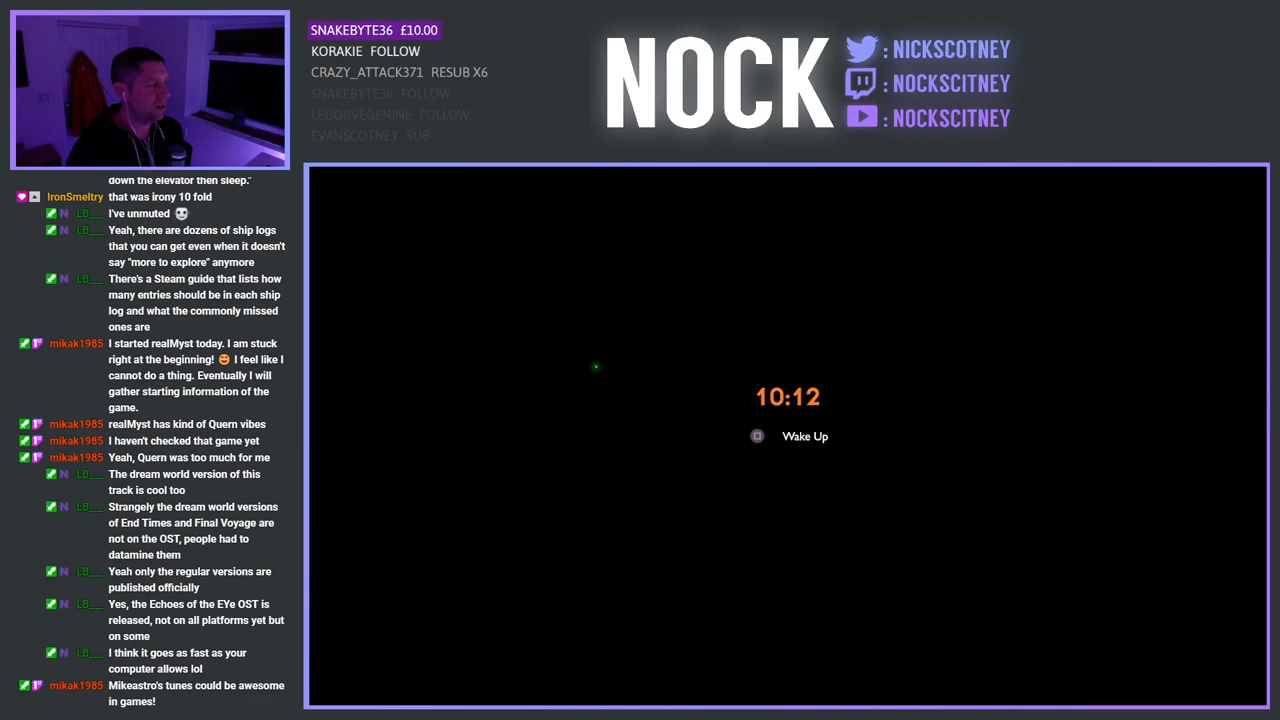 SNAKEBYTE36 £10.00
KORAKIE FOLLOW
CRAZY_ATTACK371 RESUB X6
SNAKEBYTE36 FOLLOW
LEGORVEGENINE FOLLOW
EVANSCOTNEY SUB
NOCK
: NICKSCOTNEY
: NOCKSCITNEY
: NOCKSCITNEY
down the elevator then sleep."
IronSmeltry that was irony 10 fold
LB__ I've unmuted
LB__ Yeah, there are dozens of ship logs
that you can get even when it doesn't
say "more to explore" anymore
LB__ There's a Steam guide that lists how
many entries should be in each ship
log and what the commonly missed
ones are
mikak1985 I started realMyst today. I am stuck
right at the beginning! 😅 I feel like I
cannot do a thing. Eventually I will
gather starting information of the
game.
mikak1985 realMyst has kind of Quern vibes
mikak1985 I haven't checked that game yet
mikak1985 Yeah, Quern was too much for me
LB__ The dream world version of this
track is cool too
LB__ Strangely the dream world versions
of End Times and Final Voyage are
not on the OST, people had to
datamine them
LB__ Yeah only the regular versions are
published officially
LB__ Yes, the Echoes of the EYe OST is
released, not on all platforms yet but
on some
LB__ I think it goes as fast as your
computer allows lol
mikak1985 Mikeastro's tunes could be awesome
in games!
10:12
Wake Up